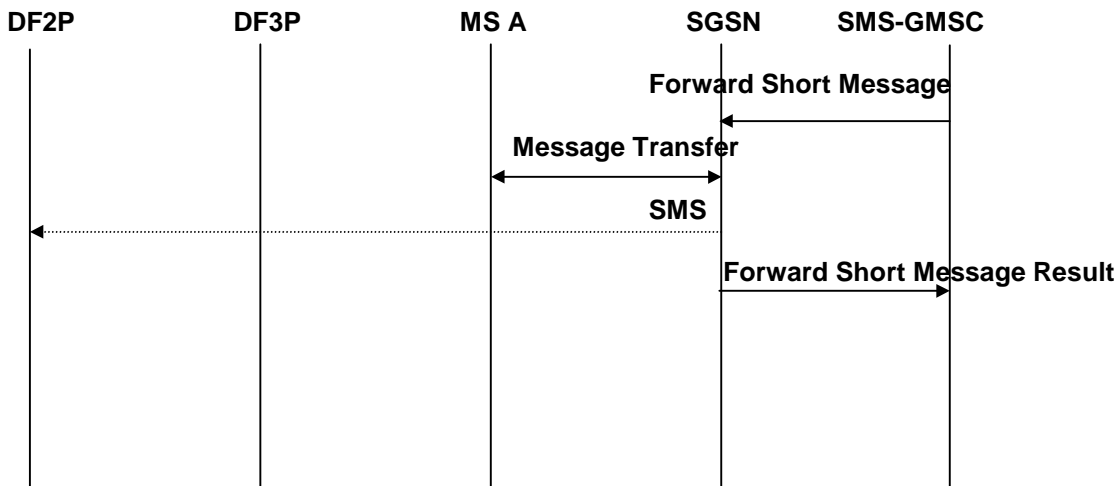 DF2P DF3P MS A SGSN SMS-GMSC
Forward Short Message
Message Transfer
SMS
Forward Short Message Result